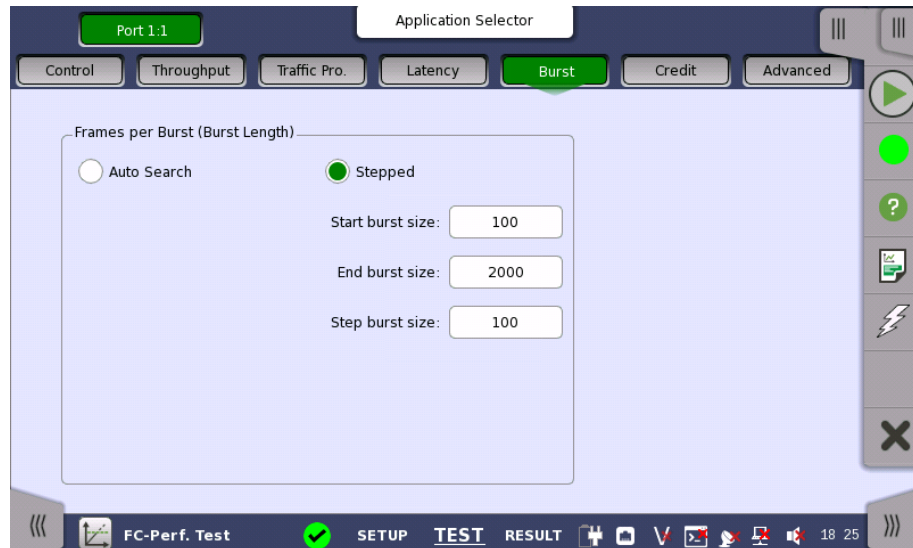 Port 1:1
Application Selector
Control Throughput Traffic Pro. Latency Burst Credit Advanced
Frames per Burst (Burst Length)
Auto Search Stepped
Start burst size: 100
End burst size: 2000
Step burst size: 100
FC-Perf. Test SETUP TEST RESULT 18 25